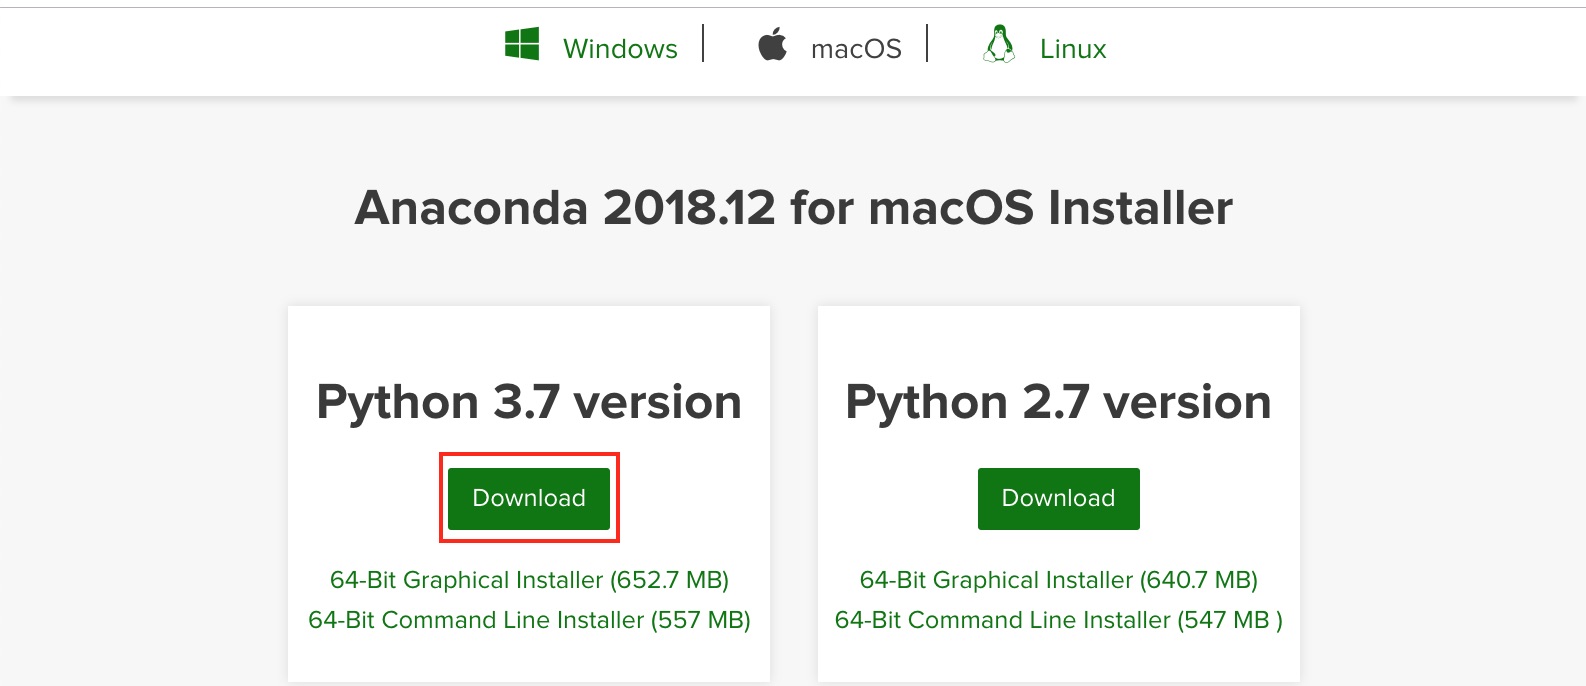 Windows | macOS | Linux
Anaconda 2018.12 for macOS Installer
Python 3.7 version
Download
64-Bit Graphical Installer (652.7 MB)
64-Bit Command Line Installer (557 MB)
Python 2.7 version
Download
64-Bit Graphical Installer (640.7 MB)
64-Bit Command Line Installer (547 MB )